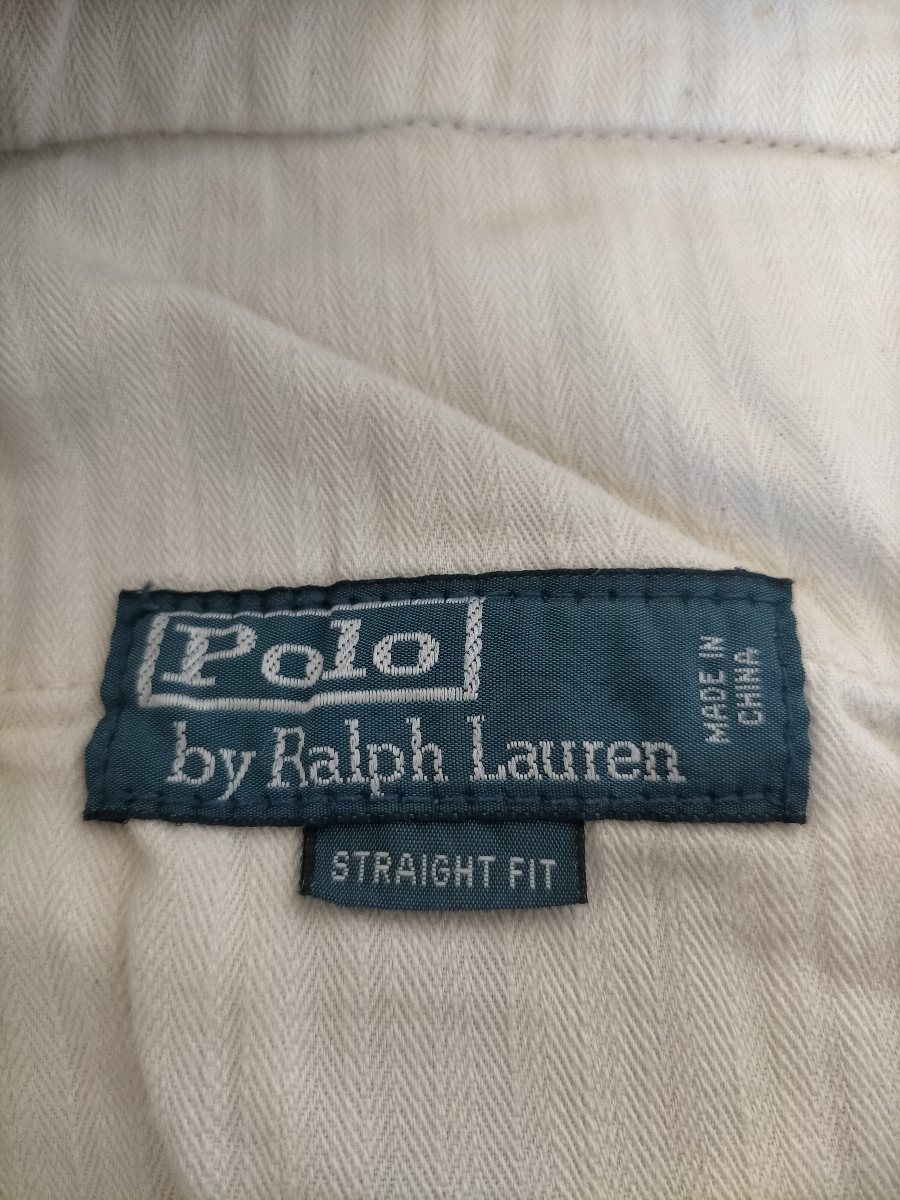 Polo
by Ralph Lauren
MADE IN
CHINA
STRAIGHT FIT